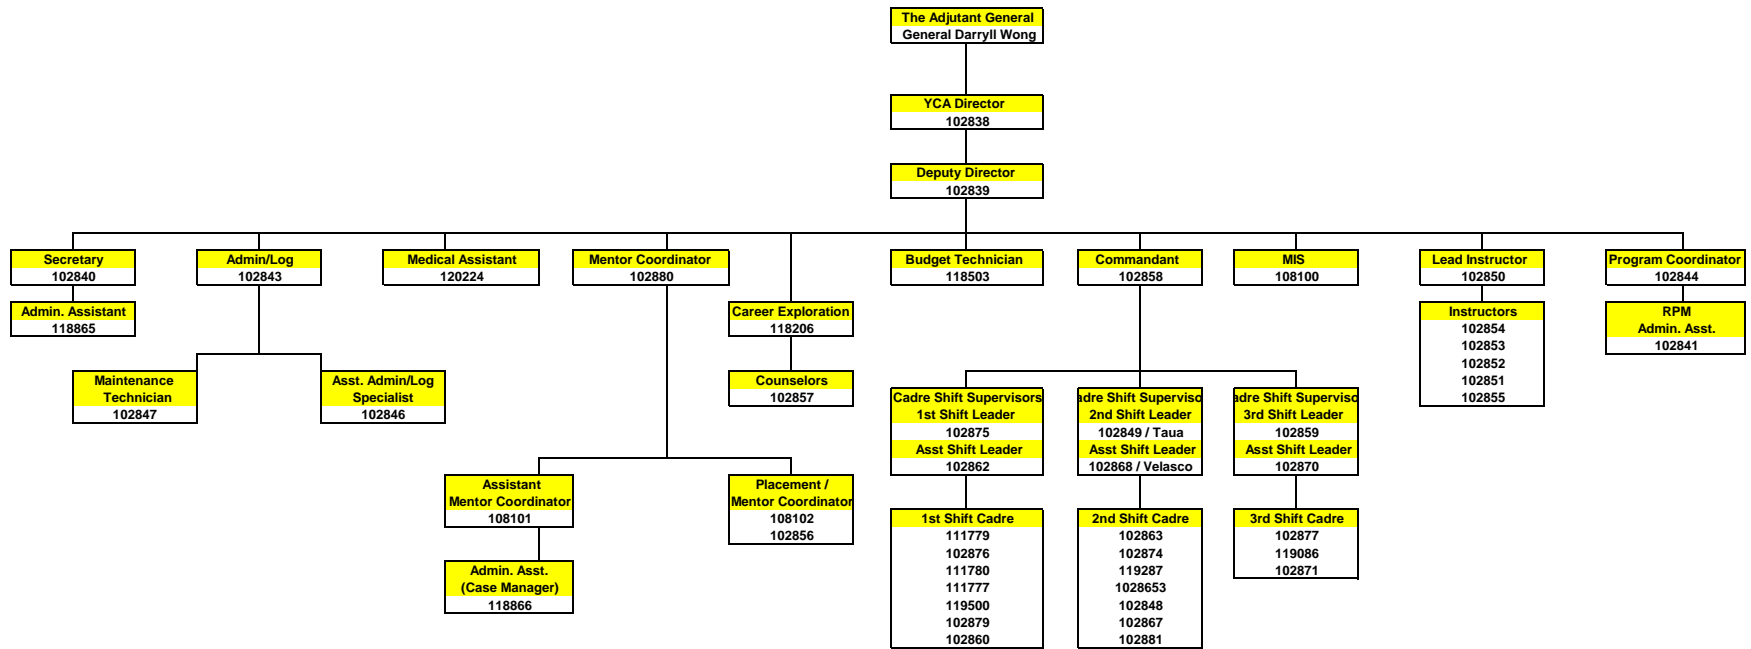 The Adjutant General
General Darryll Wong
YCA Director
102838
Deputy Director
102839
Secretary
102840
Admin. Assistant
118865
Admin/Log
102843
Maintenance
Technician
102847
Asst. Admin/Log
Specialist
102846
Medical Assistant
120224
Mentor Coordinator
102880
Assistant
Mentor Coordinator
108101
Admin. Asst.
(Case Manager)
118866
Placement /
Mentor Coordinator
108102
102856
Career Exploration
118206
Counselors
102857
Budget Technician
118503
Commandant
102858
Cadre Shift Supervisors
1st Shift Leader
102875
Asst Shift Leader
102862
1st Shift Cadre
111779
102876
111780
111777
119500
102879
102860
adre Shift Superviso
2nd Shift Leader
102849 / Taua
Asst Shift Leader
102868 / Velasco
2nd Shift Cadre
102863
102874
119287
1028653
102848
102867
102881
adre Shift Superviso
3rd Shift Leader
102859
Asst Shift Leader
102870
3rd Shift Cadre
102877
119086
102871
MIS
108100
Lead Instructor
102850
Instructors
102854
102853
102852
102851
102855
Program Coordinator
102844
RPM
Admin. Asst.
102841